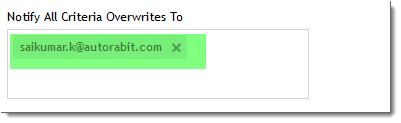 Notify All Criteria Overwrites To
saikumar.k@autorabit.com ×